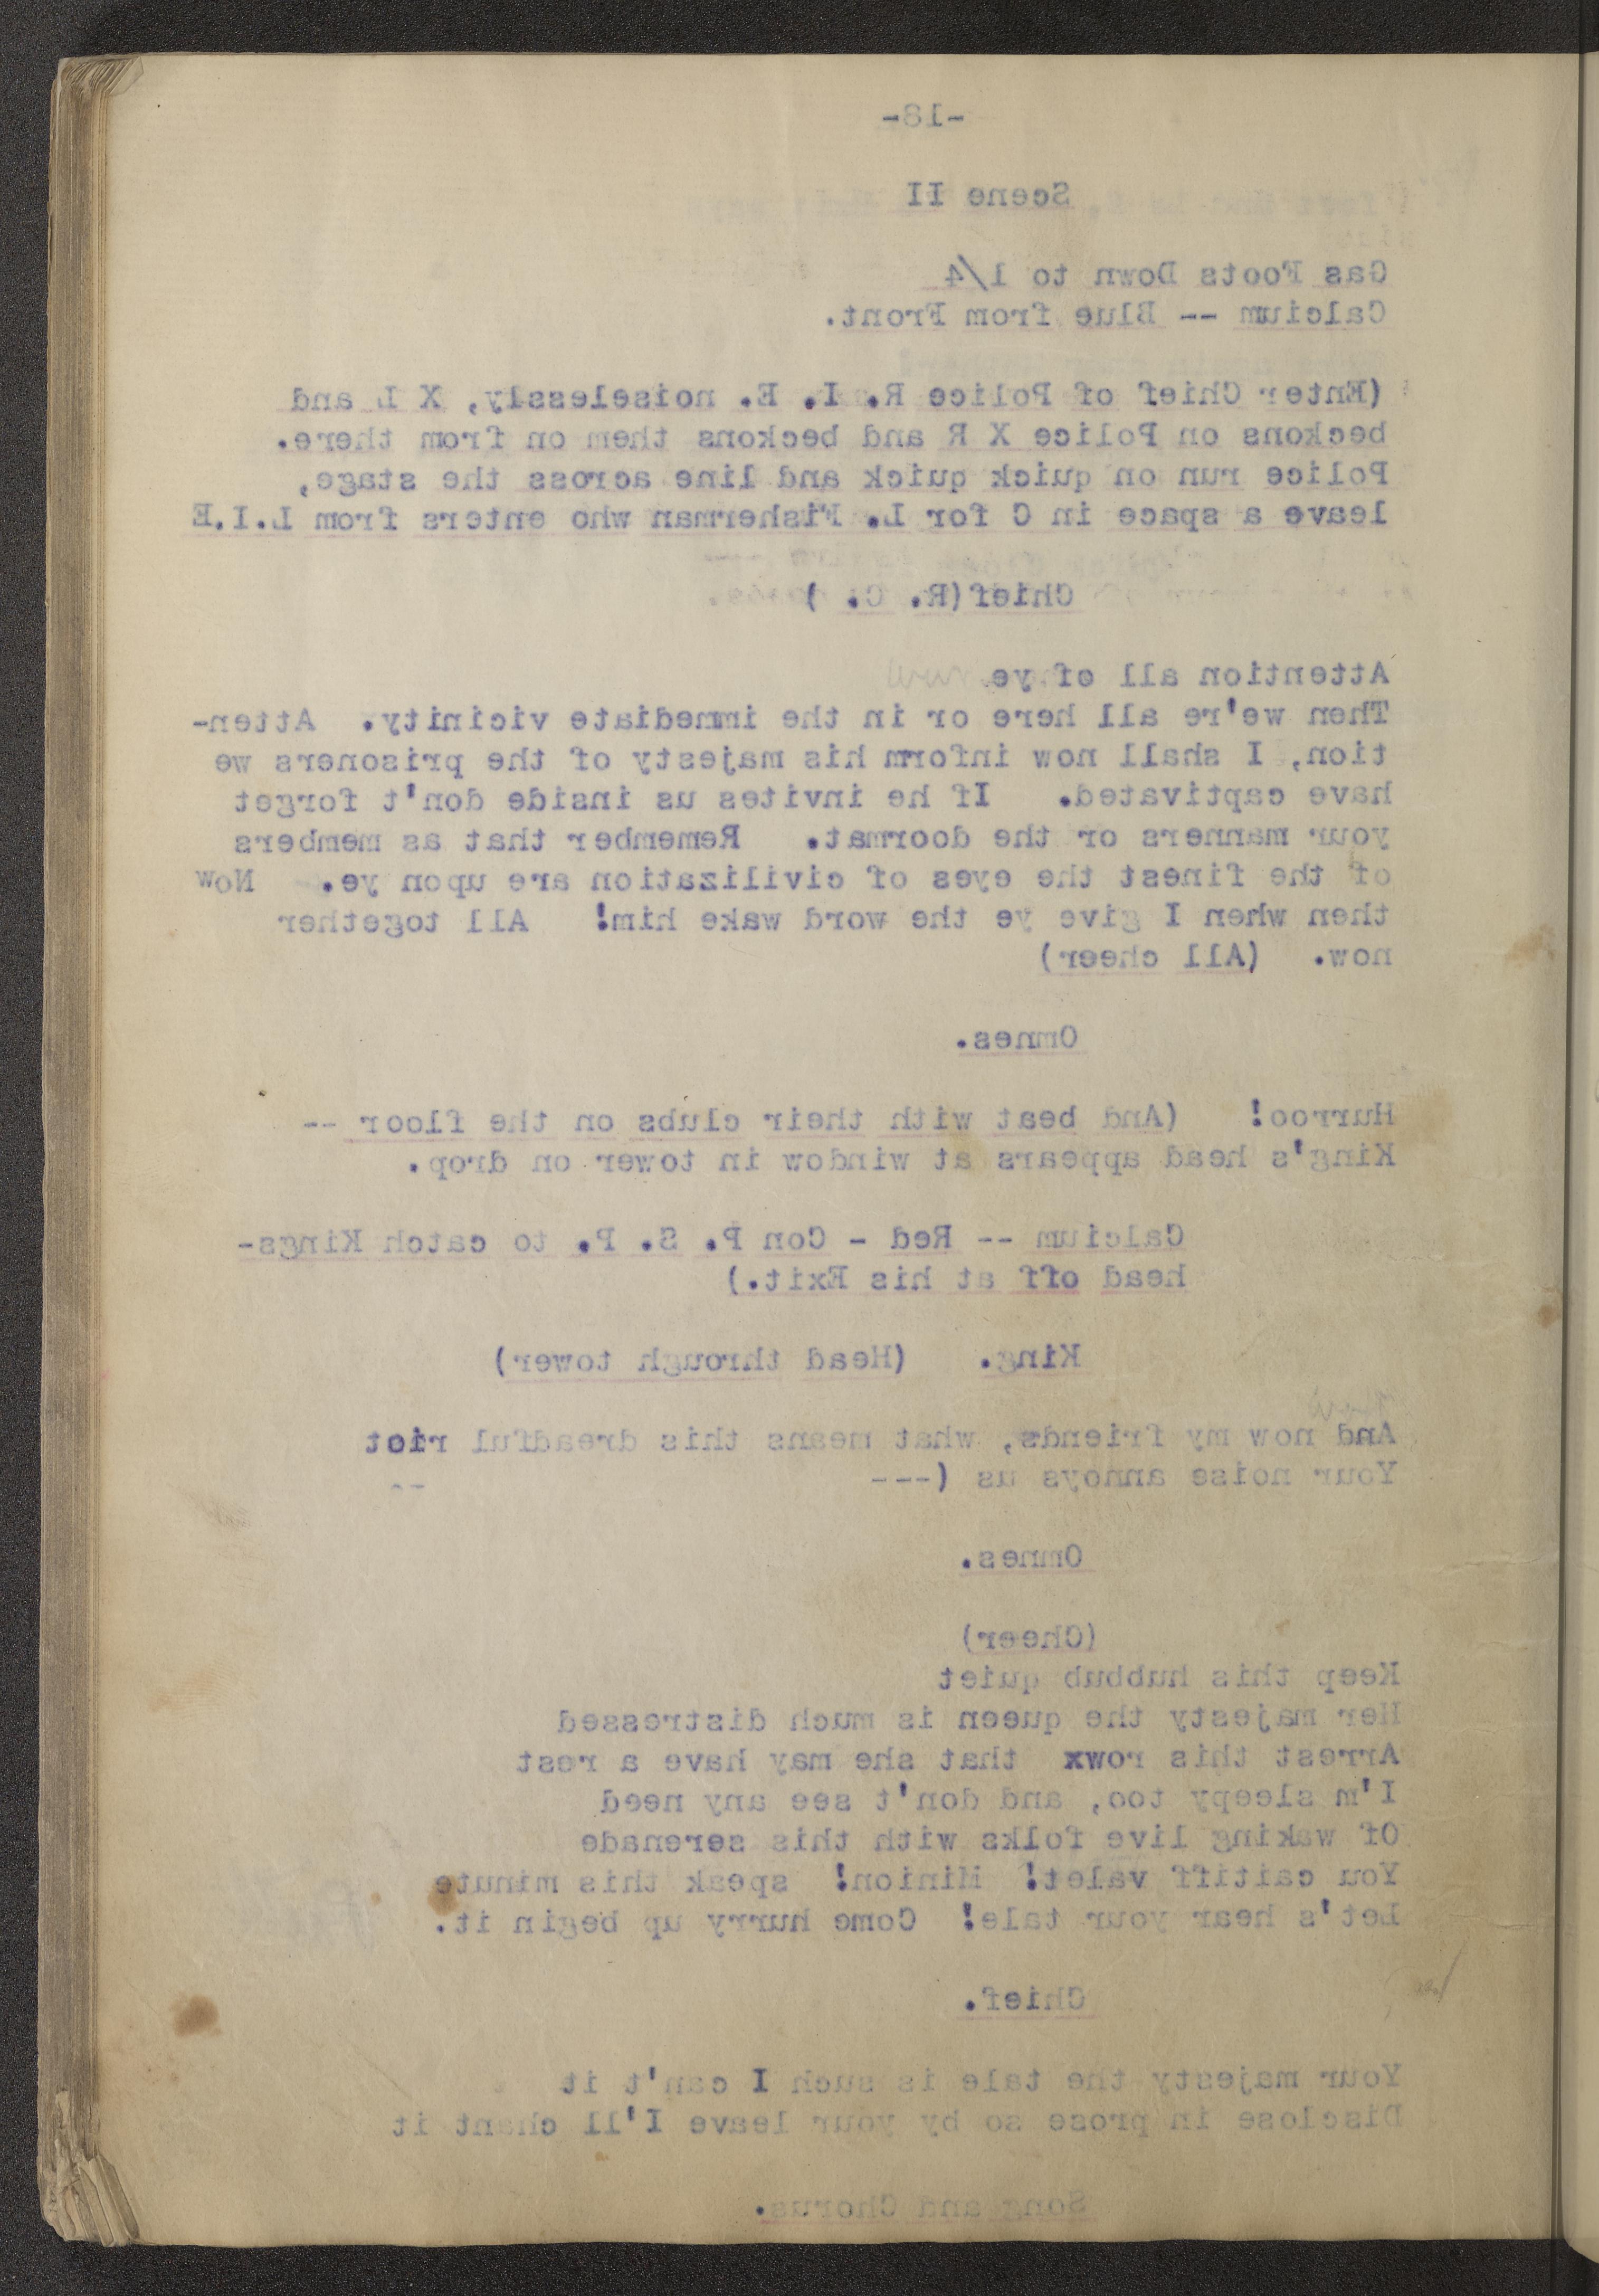 -18-
Scene II
Gas Foots Down to 1/4
Calcium -- Blue from Front.
(Enter Chief of Police R. I. E. noiselessly, X L and
beckons on Police X R and beckons them on from there.
Police run on quick quick and line across the stage,
leave a space in C for L. Fisherman who enters from L.I.E
Chief(R. C. )
Attention all of ye
Then we're all here or in the immediate vicinity. Atten-
tion, I shall now inform his majesty of the prisoners we
have captivated. If he invites us inside don't forget
your manners or the doormat. Remember that as members
of the finest the eyes of civilization are upon ye. Now
then when I give ye the word wake him! All together
now. (All cheer)
Omnes.
Hurroo! (And beat with their clubs on the floor --
King's head appears at window in tower on drop.
Calcium -- Red - Con P. S. P. to catch Kings-
head off at his Exit.)
King. (Head through tower)
And now my friends, what means this dreadful riot
Your noise annoys us (---
Omnes.
(Cheer)
Keep this hubbub quiet
Her majesty the queen is much distressed
Arrest this rowx that she may have a rest
I'm sleepy too, and don't see any need
Of waking live folks with this serenade
You caitiff valet! Minion! speak this minute
Let's hear your tale! Come hurry up begin it.
Chief.
Your majesty the tale is such I can't it
Disclose in prose so by your leave I'll chant it
Song and Chorus.